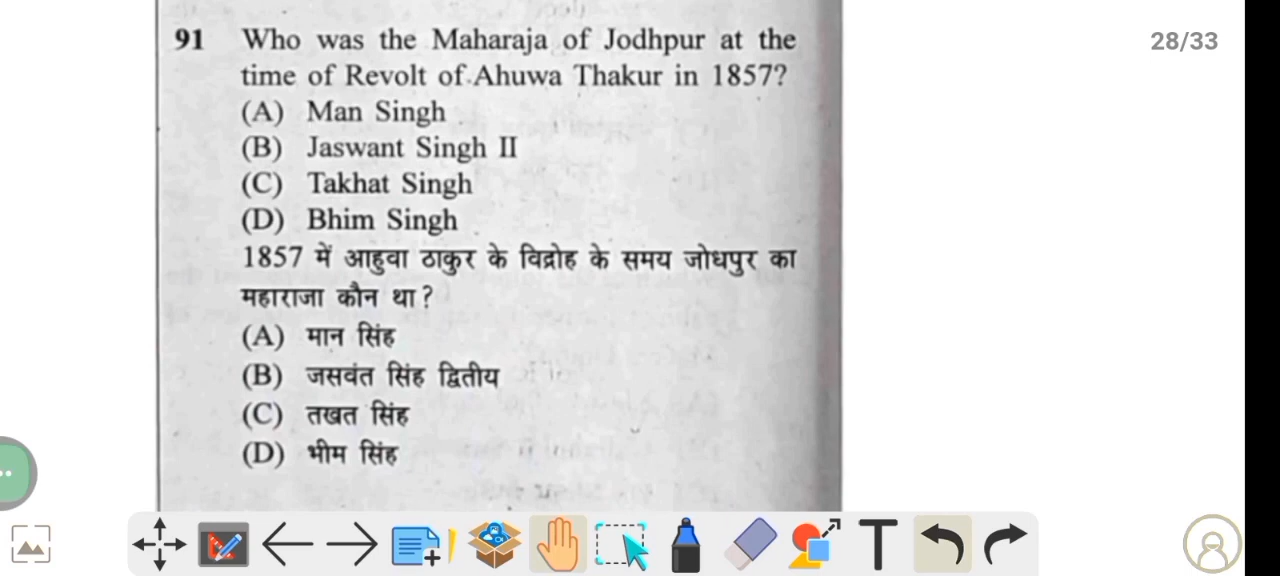 91 Who was the Maharaja of Jodhpur at the
time of Revolt of Ahuwa Thakur in 1857?
(A) Man Singh
(B) Jaswant Singh II
(C) Takhat Singh
(D) Bhim Singh
1857 में आहुवा ठाकुर के विद्रोह के समय जोधपुर का
महाराजा कौन था?
(A) मान सिंह
(B) जसवंत सिंह द्वितीय
(C) तखत सिंह
(D) भीम सिंह
28/33
T